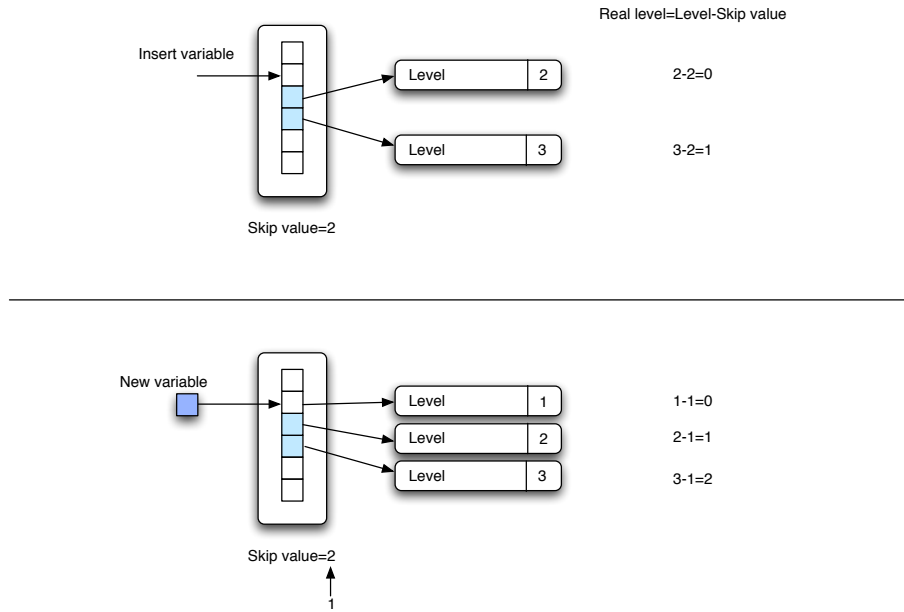 Real level=Level-Skip value
Insert variable
Level 2 2-2=0
Level 3 3-2=1
Skip value=2
New variable
Level 1 1-1=0
Level 2 2-1=1
Level 3 3-1=2
Skip value=2
1